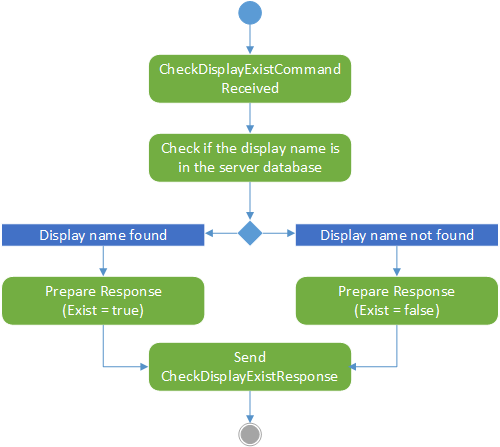 CheckDisplayExistCommand
Received
Check if the display name is
in the server database
Display name found
Display name not found
Prepare Response
(Exist = true)
Prepare Response
(Exist = false)
Send
CheckDisplayExistResponse